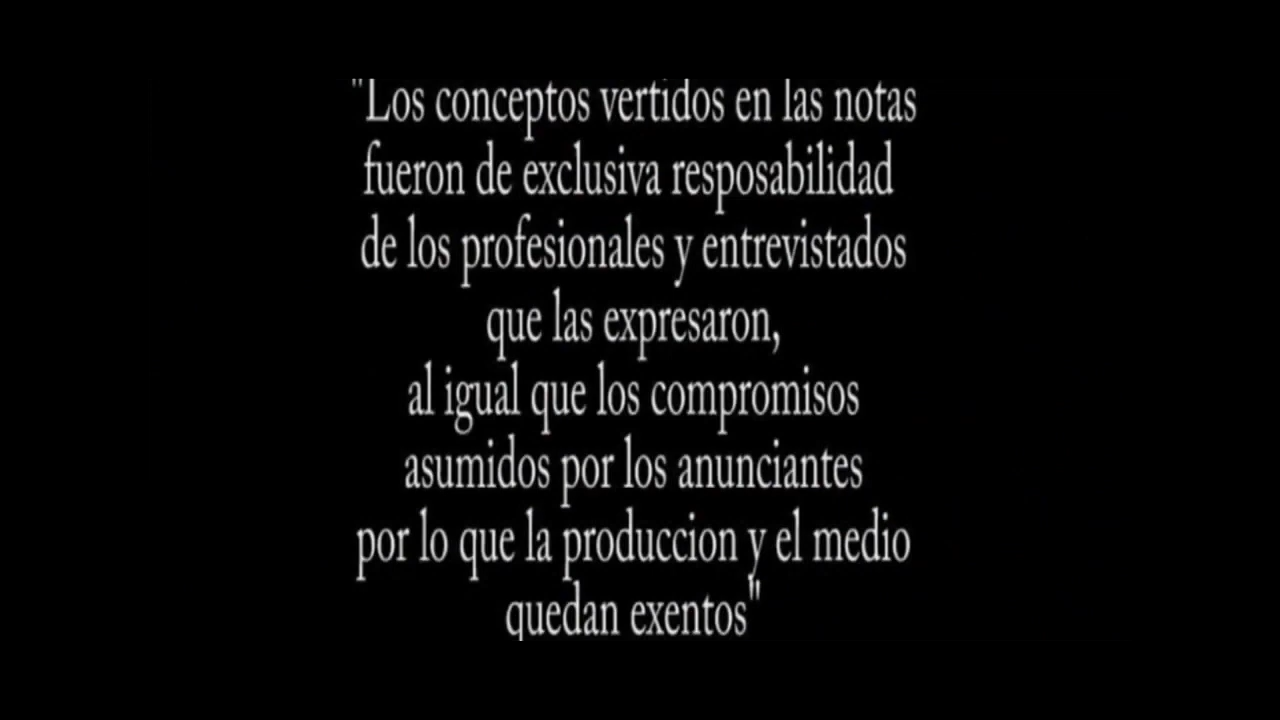 "Los conceptos vertidos en las notas
fueron de exclusiva resposabilidad
de los profesionales y entrevistados
que las expresaron,
al igual que los compromisos
asumidos por los anunciantes
por lo que la produccion y el medio
quedan exentos"